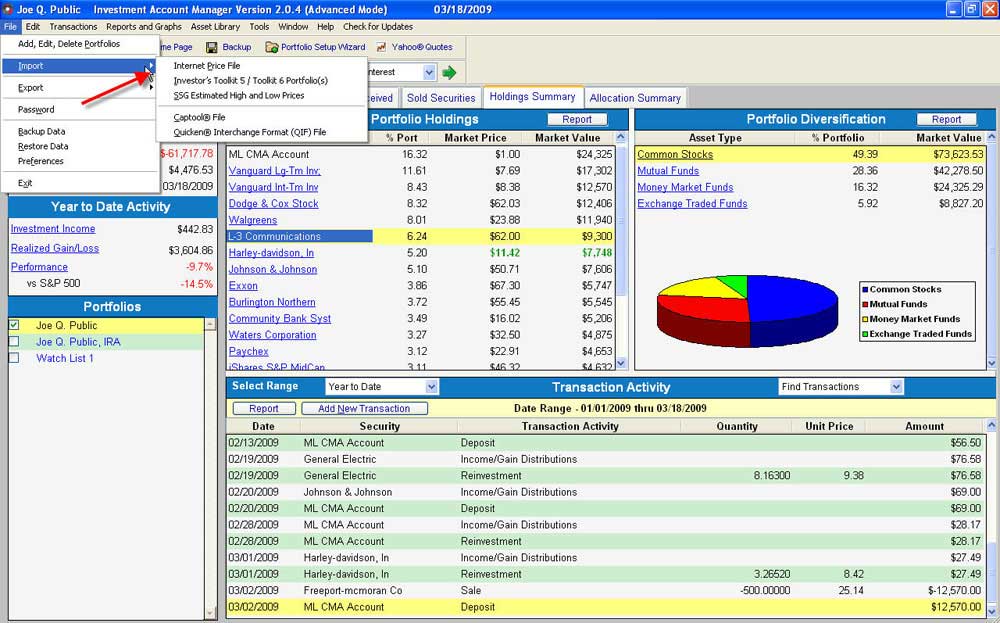 Joe Q. Public Investment Account Manager Version 2.0.4 (Advanced Mode) 03/18/2009
File Edit Transactions Reports and Graphs Asset Library Tools Window Help Check for Updates
Add, Edit, Delete Portfolios
Import
Export
Password
Backup Data
Restore Data
Preferences
Exit
Internet Price File
Investor's Toolkit 5 / Toolkit 6 Portfolio(s)
SSG Estimated High and Low Prices
Captool® File
Quicken® Interchange Format (QIF) File
me Page Backup Portfolio Setup Wizard Yahoo® Quotes
nterest
ceived Sold Securities Holdings Summary Allocation Summary
$-61,717.78
$4,476.53
03/18/2009
Year to Date Activity
Investment Income $442.83
Realized Gain/Loss $3,604.86
Performance -9.7%
vs S&P 500 -14.5%
Portfolios
Joe Q. Public
Joe Q. Public, IRA
Watch List 1
Portfolio Holdings Report
% Port Market Price Market Value
ML CMA Account 16.32 $1.00 $24,325
Vanguard Lg-Tm Inv; 11.61 $7.69 $17,302
Vanguard Int-Tm Inv 8.43 $8.38 $12,570
Dodge & Cox Stock 8.32 $62.03 $12,406
Walgreens 8.01 $23.88 $11,940
L-3 Communications 6.24 $62.00 $9,300
Harley-davidson, In 5.20 $11.42 $7,748
Johnson & Johnson 5.10 $50.71 $7,606
Exxon 3.86 $67.30 $5,747
Burlington Northern 3.72 $55.45 $5,545
Community Bank Syst 3.49 $16.02 $5,206
Waters Corporation 3.27 $32.50 $4,875
Paychex 3.12 $22.91 $4,653
iShares S&P MidCap 3.11 $46.32 $4,632
Portfolio Diversification Report
Asset Type % Portfolio Market Value
Common Stocks 49.39 $73,623.53
Mutual Funds 28.36 $42,278.50
Money Market Funds 16.32 $24,325.29
Exchange Traded Funds 5.92 $8,827.20
Common Stocks
Mutual Funds
Money Market Funds
Exchange Traded Funds
Select Range Year to Date Transaction Activity Find Transactions
Report Add New Transaction Date Range - 01/01/2009 thru 03/18/2009
Date Security Transaction Activity Quantity Unit Price Amount
02/13/2009 ML CMA Account Deposit $56.50
02/19/2009 General Electric Income/Gain Distributions $76.58
02/19/2009 General Electric Reinvestment 8.16300 9.38 $76.58
02/20/2009 Johnson & Johnson Income/Gain Distributions $69.00
02/20/2009 ML CMA Account Deposit $69.00
02/28/2009 ML CMA Account Income/Gain Distributions $28.17
02/28/2009 ML CMA Account Reinvestment $28.17
03/01/2009 Harley-davidson, In Income/Gain Distributions $27.49
03/01/2009 Harley-davidson, In Reinvestment 3.26520 8.42 $27.49
03/02/2009 Freeport-mcmoran Co Sale -500.00000 25.14 $-12,570.00
03/02/2009 ML CMA Account Deposit $12,570.00